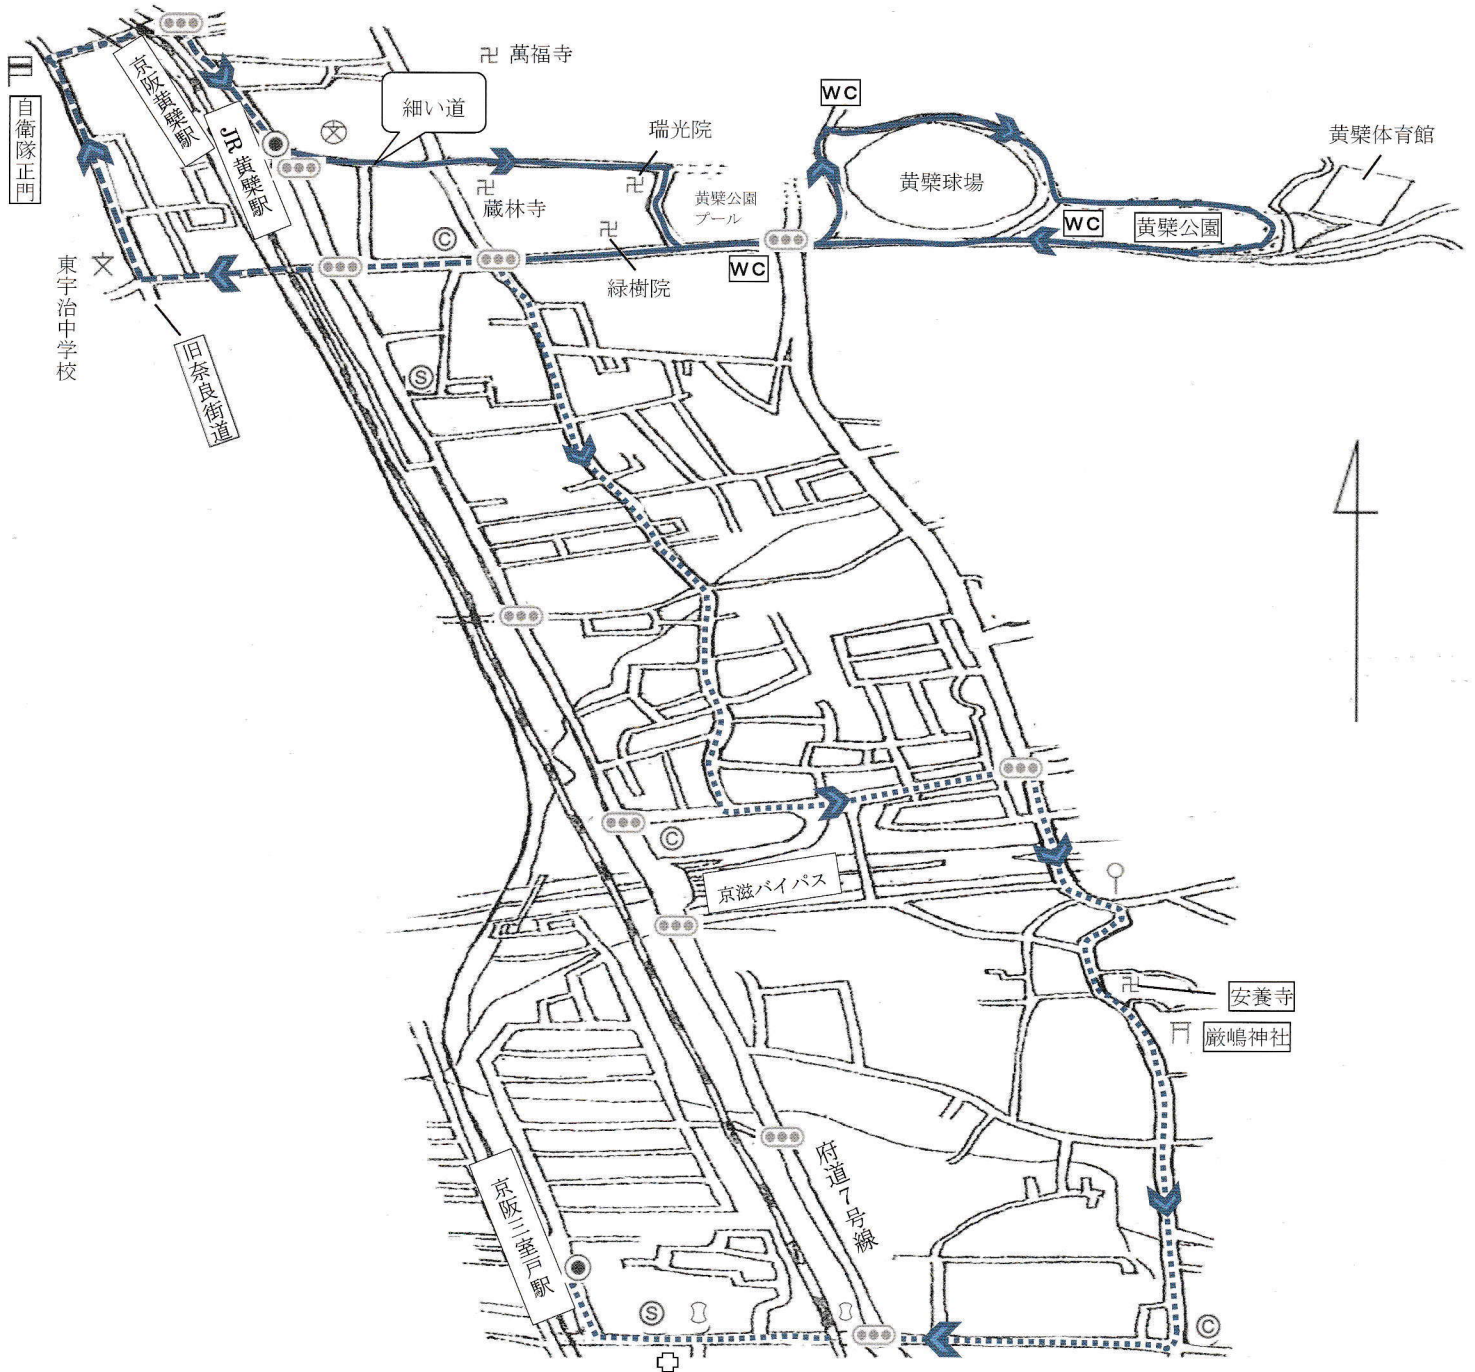 萬福寺
細い道
京阪黄檗駅
JR 黄檗駅
自衛隊正門
瑞光院
WC
黄檗体育館
黄檗球場
蔵林寺
黄檗公園
プール
WC
黄檗公園
C
緑樹院
WC
東宇治中学校
旧奈良街道
S
C
京滋バイパス
安養寺
厳嶋神社
府道7号線
京阪三室戸駅
S
C